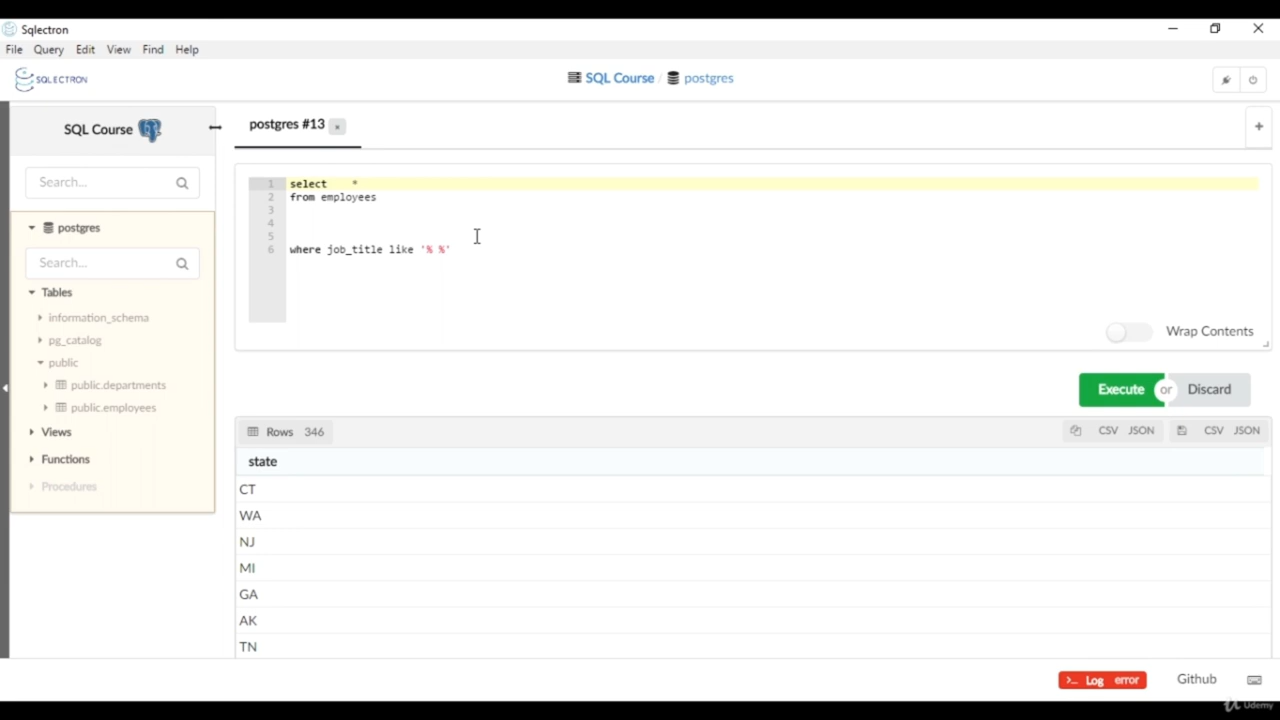 Sqlectron
File Query Edit View Find Help
SQLECTRON
SQL Course / postgres
SQL Course
postgres #13 ×
+
Search...
postgres
Search...
Tables
information_schema
pg_catalog
public
public.departments
public.employees
Views
Functions
Procedures
1 select *
2 from employees
3
4
5
6 where job_title like '% %'
Wrap Contents
Execute or Discard
Rows 346
CSV JSON CSV JSON
state
CT
WA
NJ
MI
GA
AK
TN
>_ Log error
Github
Udemy